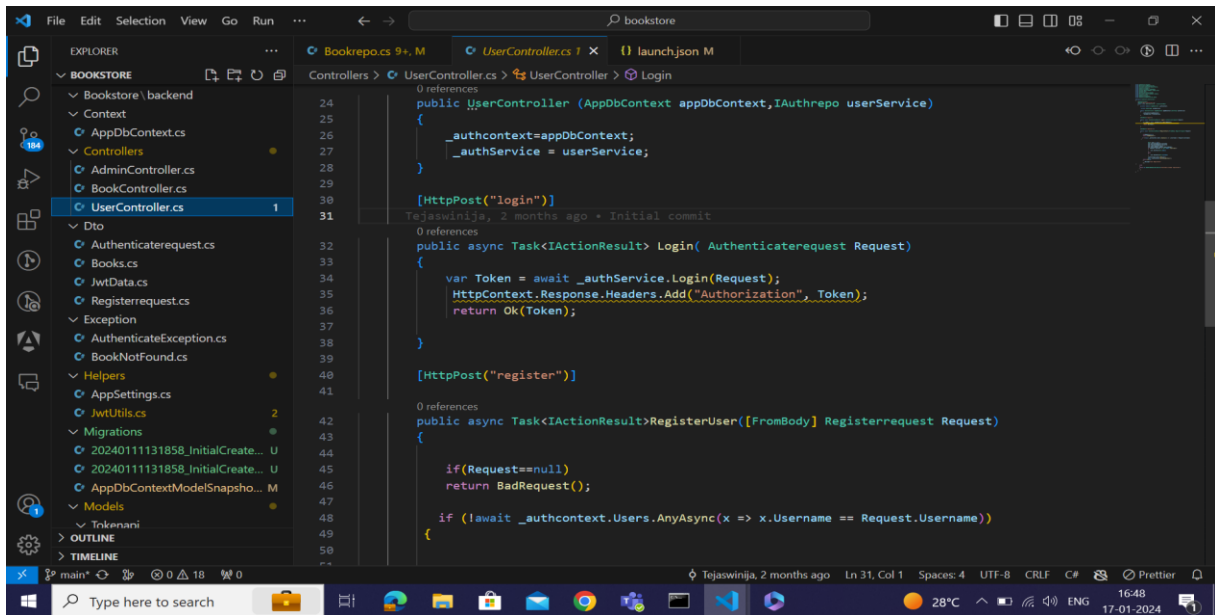 File Edit Selection View Go Run ··· bookstore
EXPLORER ···
BOOKSTORE
Bookstore\backend
Context
AppDbContext.cs
Controllers
AdminController.cs
BookController.cs
UserController.cs 1
Dto
Authenticaterequest.cs
Books.cs
JwtData.cs
Registerrequest.cs
Exception
AuthenticateException.cs
BookNotFound.cs
Helpers
AppSettings.cs
JwtUtils.cs 2
Migrations
20240111131858_InitialCreate... U
20240111131858_InitialCreate... U
AppDbContextModelSnapsho... M
Models
Tokenapi
OUTLINE
TIMELINE
184
1
Bookrepo.cs 9+, M UserController.cs 1 {} launch.json M
Controllers > UserController.cs > UserController > Login
0 references
24 public UserController (AppDbContext appDbContext,IAuthrepo userService)
25 {
26 _authcontext=appDbContext;
27 _authService = userService;
28 }
29
30 [HttpPost("login")]
31 Tejaswinija, 2 months ago • Initial commit
0 references
32 public async Task<IActionResult> Login( Authenticaterequest Request)
33 {
34 var Token = await _authService.Login(Request);
35 HttpContext.Response.Headers.Add("Authorization", Token);
36 return Ok(Token);
37
38 }
39
40 [HttpPost("register")]
41
0 references
42 public async Task<IActionResult>RegisterUser([FromBody] Registerrequest Request)
43 {
44
45 if(Request==null)
46 return BadRequest();
47
48 if (!await _authcontext.Users.AnyAsync(x => x.Username == Request.Username))
49 {
50
main* 0 18 0 Tejaswinija, 2 months ago Ln 31, Col 1 Spaces: 4 UTF-8 CRLF C# Prettier
Type here to search 28°C ENG 16:48
17-01-2024
1